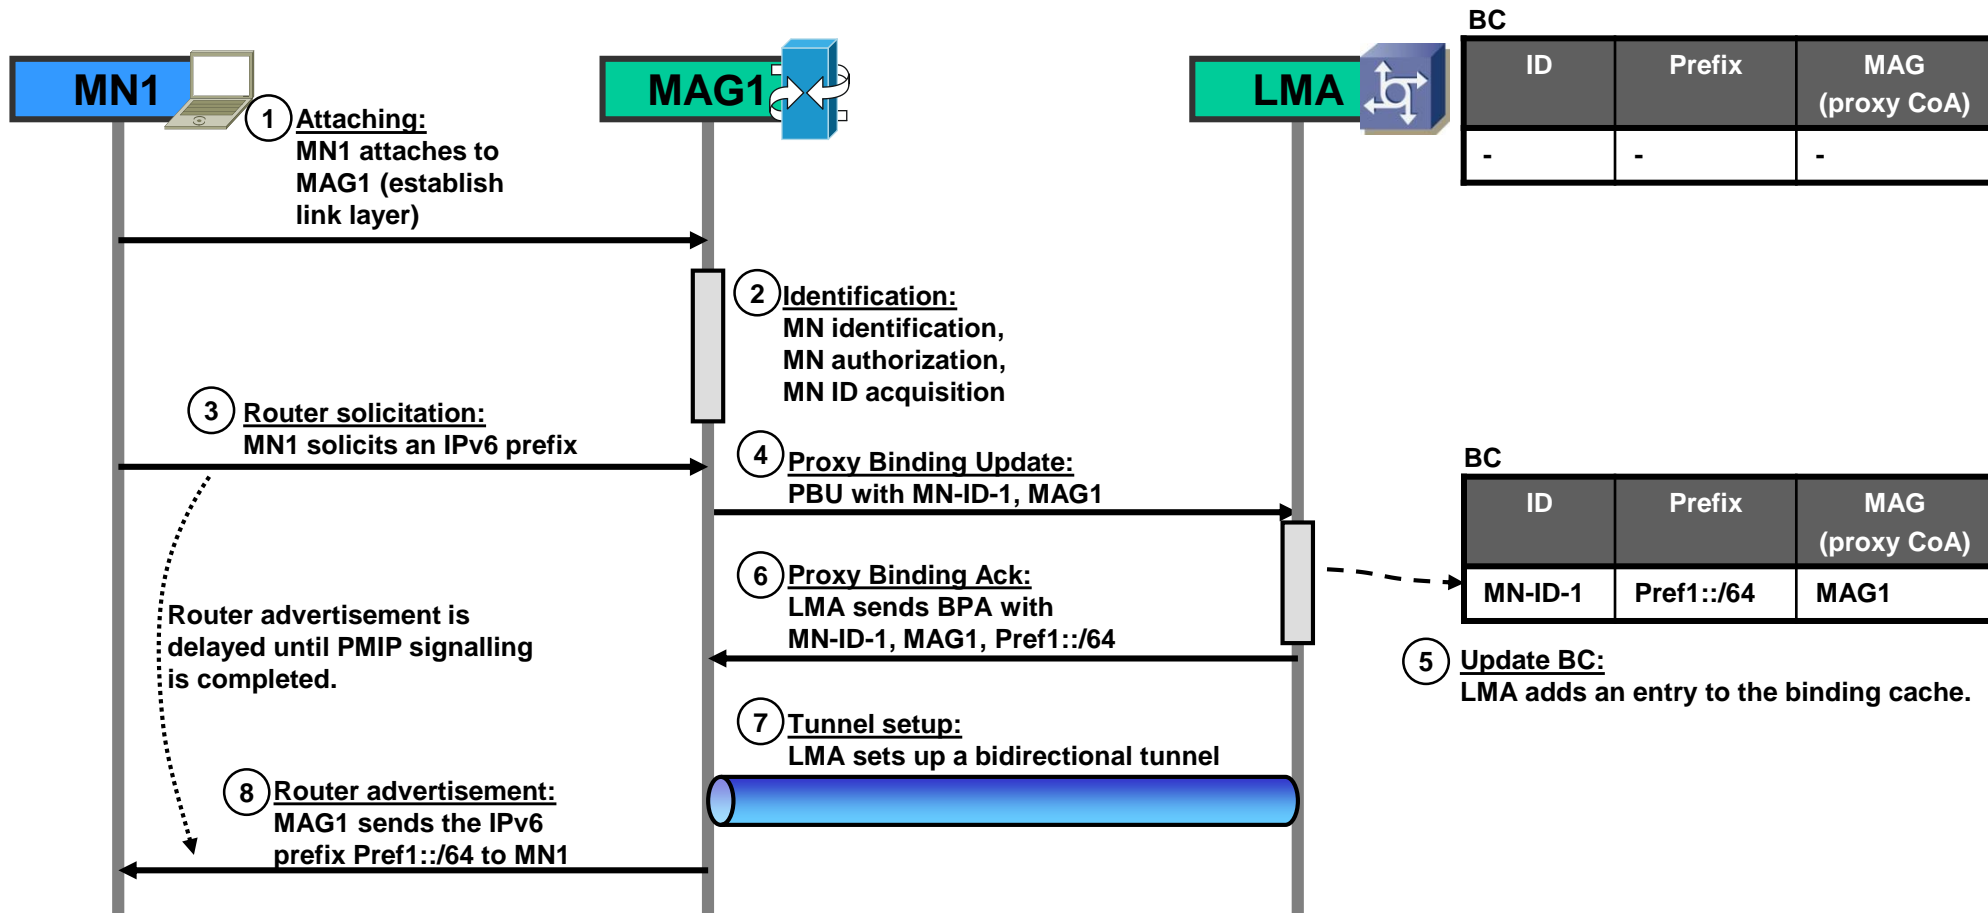 MN1
MAG1
LMA
BC
ID Prefix MAG
(proxy CoA)
- - -
1 Attaching:
MN1 attaches to
MAG1 (establish
link layer)
2 Identification:
MN identification,
MN authorization,
MN ID acquisition
3 Router solicitation:
MN1 solicits an IPv6 prefix
4 Proxy Binding Update:
PBU with MN-ID-1, MAG1
BC
ID Prefix MAG
(proxy CoA)
MN-ID-1 Pref1::/64 MAG1
5 Update BC:
LMA adds an entry to the binding cache.
6 Proxy Binding Ack:
LMA sends BPA with
MN-ID-1, MAG1, Pref1::/64
Router advertisement is
delayed until PMIP signalling
is completed.
7 Tunnel setup:
LMA sets up a bidirectional tunnel
8 Router advertisement:
MAG1 sends the IPv6
prefix Pref1::/64 to MN1